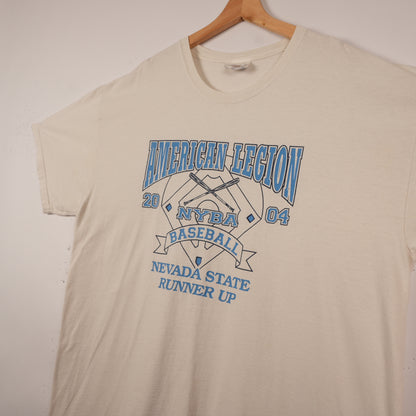 AMERICAN LEGION
20 04
NYBA
BASEBALL
NEVADA STATE
RUNNER UP